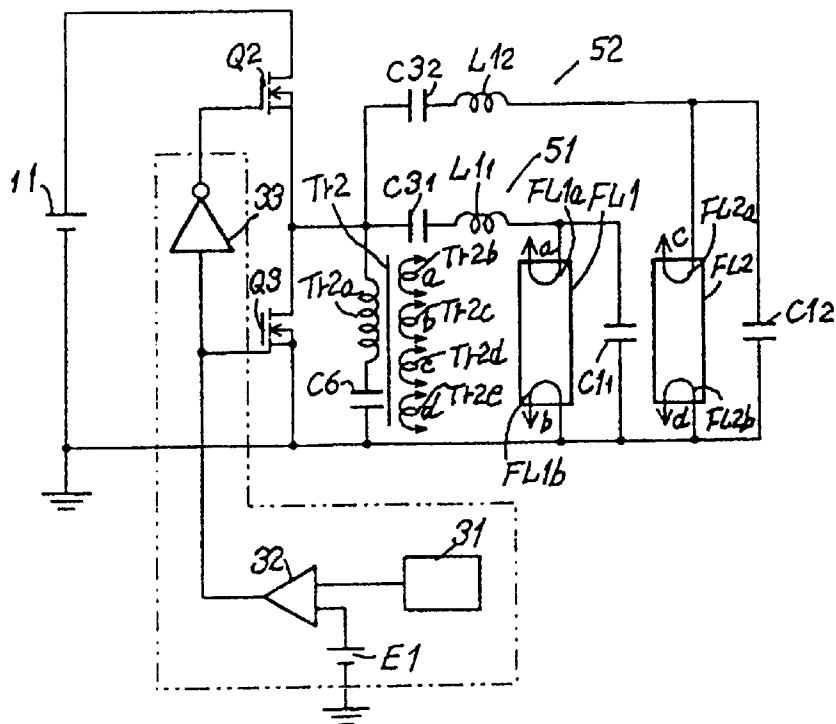 Q2
C32
L12
52
11
33
Tr2
C31
L11
51
FL1a
FL1
FL2a
FL2
Q3
Tr2a
a
Tr2b
b
Tr2c
c
Tr2d
d
Tr2e
a
b
c
d
C6
C11
C12
FL1b
FL2b
32
31
E1